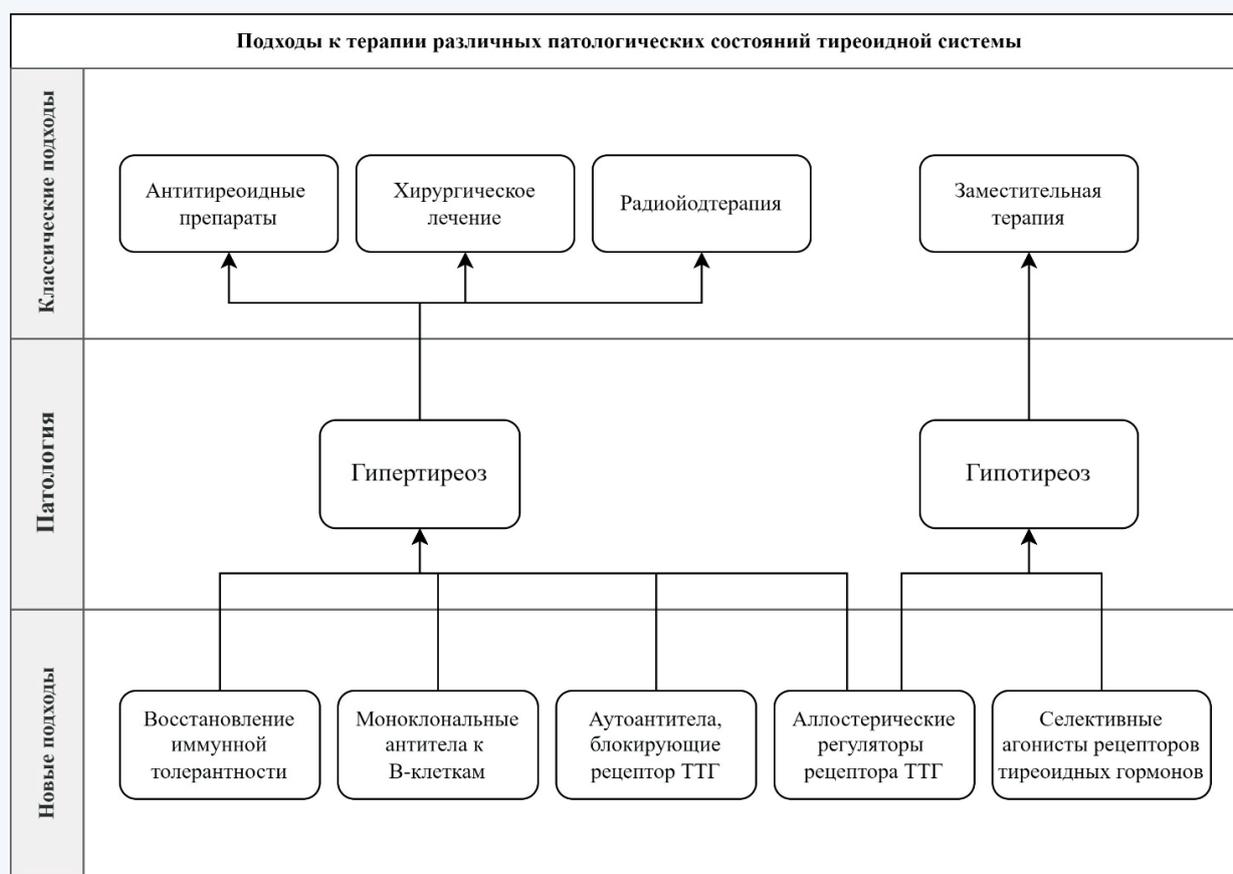 Подходы к терапии различных патологических состояний тиреоидной системы
Классические подходы
Антитиреоидные
препараты
Хирургическое
лечение
Радиойодтерапия
Заместительная
терапия
Патология
Гипертиреоз
Гипотиреоз
Новые подходы
Восстановление
иммунной
толерантности
Моноклональные
антитела к
В-клеткам
Аутоантитела,
блокирующие
рецептор ТТГ
Аллостерические
регуляторы
рецептора ТТГ
Селективные
агонисты рецепторов
тиреоидных гормонов